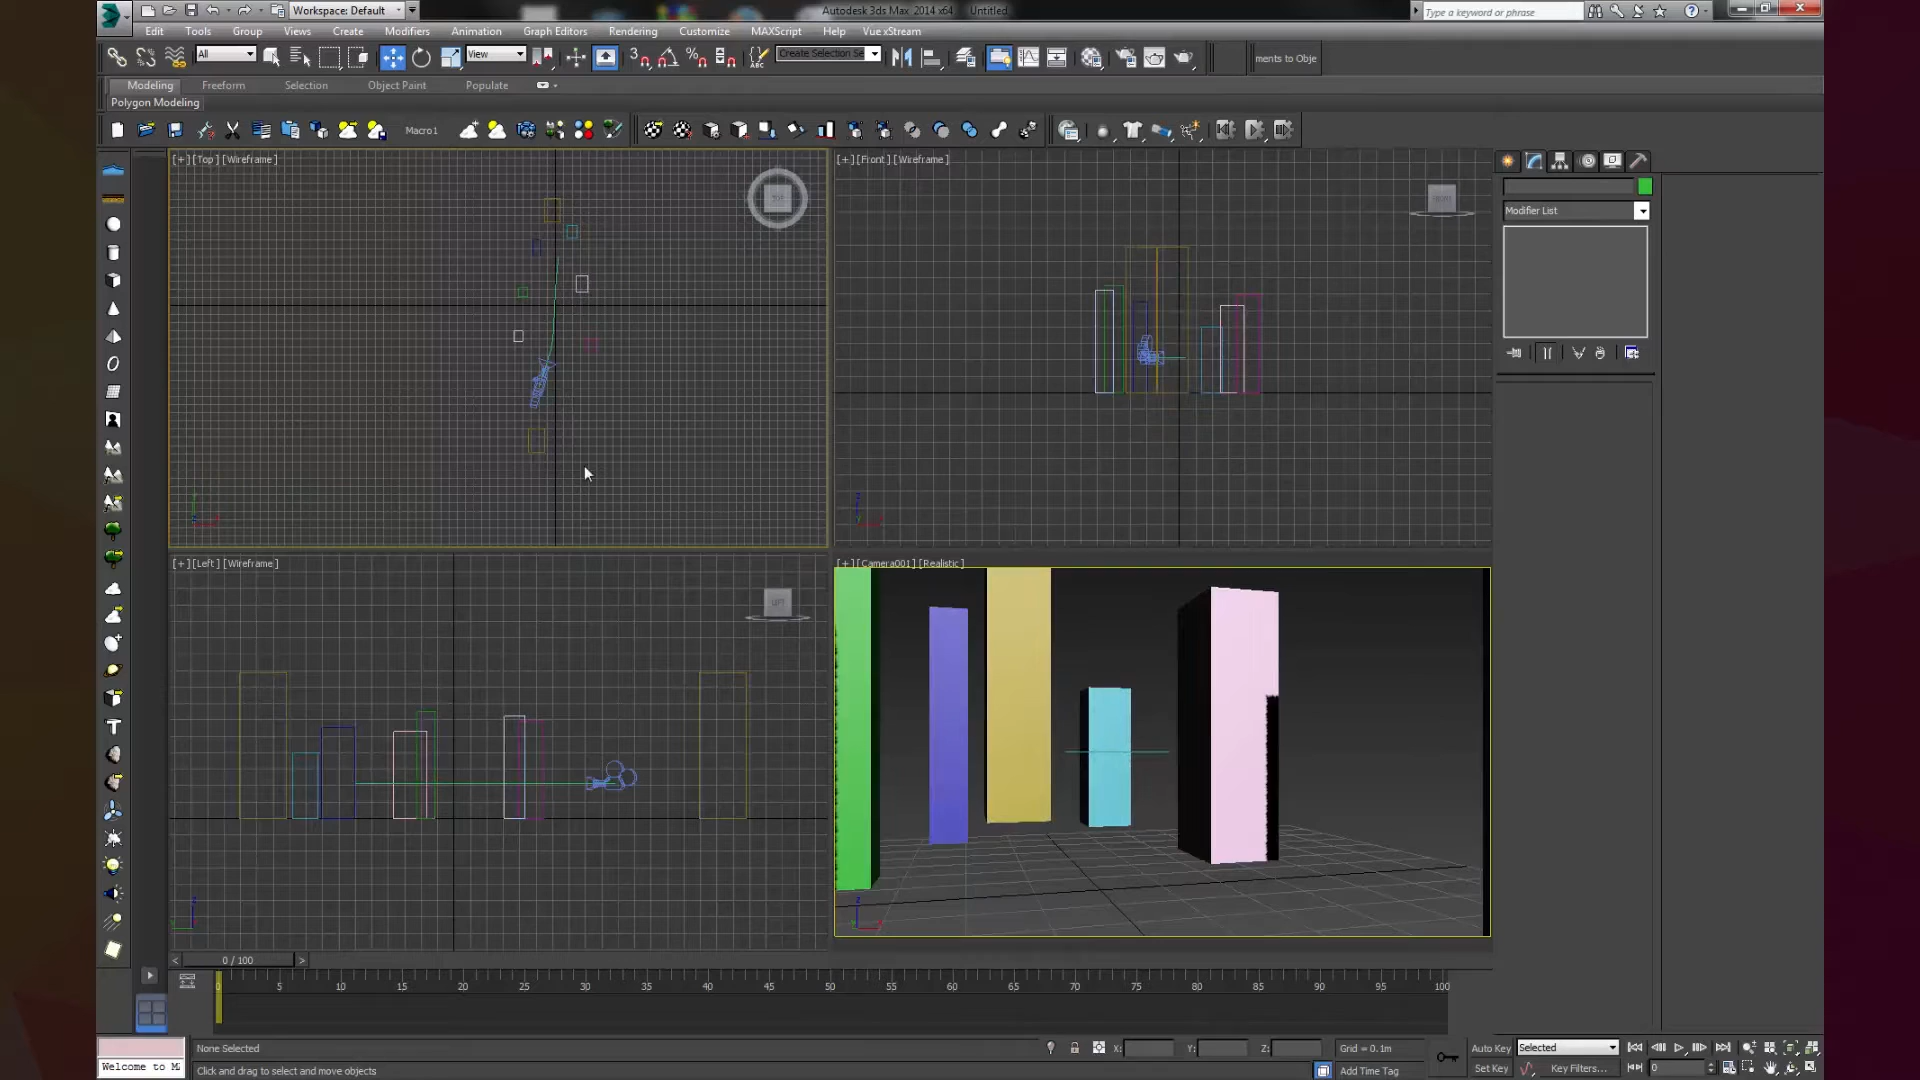 Workspace: Default
Autodesk 3ds Max 2014 x64 Untitled
Type a keyword or phrase
Edit Tools Group Views Create Modifiers Animation Graph Editors Rendering Customize MAXScript Help Vue xStream
All
View
Create Selection Se
ments to Obje
Modeling Freeform Selection Object Paint Populate
Polygon Modeling
Macro1
[+] [Top] [Wireframe]
[+] [Front] [Wireframe]
TOP
Modifier List
[+] [Left] [Wireframe]
[+] [Camera001] [Realistic]
LEFT
< 0 / 100 >
0 5 10 15 20 25 30 35 40 45 50 55 60 65 70 75 80 85 90 95 100
None Selected
X: Y: Z: Grid = 0.1m
Auto Key Selected
Welcome to M
Click and drag to select and move objects
Add Time Tag
Set Key Key Filters... 0